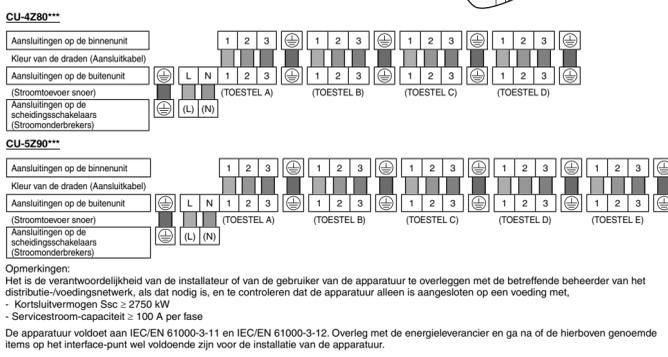 CU-4Z80***
Aansluitingen op de binnenunit 1 2 3 1 2 3 1 2 3 1 2 3
Kleur van de draden (Aansluitkabel)
Aansluitingen op de buitenunit L N 1 2 3 1 2 3 1 2 3 1 2 3
(Stroomtoevoer snoer) (TOESTEL A) (TOESTEL B) (TOESTEL C) (TOESTEL D)
Aansluitingen op de
scheidingsschakelaars (L) (N)
(Stroomonderbrekers)
CU-5Z90***
Aansluitingen op de binnenunit 1 2 3 1 2 3 1 2 3 1 2 3 1 2 3
Kleur van de draden (Aansluitkabel)
Aansluitingen op de buitenunit L N 1 2 3 1 2 3 1 2 3 1 2 3 1 2 3
(Stroomtoevoer snoer) (TOESTEL A) (TOESTEL B) (TOESTEL C) (TOESTEL D) (TOESTEL E)
Aansluitingen op de
scheidingsschakelaars (L) (N)
(Stroomonderbrekers)
Opmerkingen:
Het is de verantwoordelijkheid van de installateur of van de gebruiker van de apparatuur te overleggen met de betreffende beheerder van het
distributie-/voedingsnetwerk, als dat nodig is, en te controleren dat de apparatuur alleen is aangesloten op een voeding met,
- Kortsluitvermogen Ssc ≥ 2750 kW
- Servicestroom-capaciteit ≥ 100 A per fase
De apparatuur voldoet aan IEC/EN 61000-3-11 en IEC/EN 61000-3-12. Overleg met de energieleverancier en ga na of de hierboven genoemde
items op het interface-punt wel voldoende zijn voor de installatie van de apparatuur.